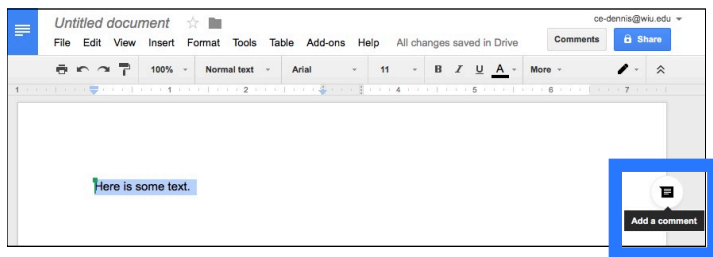 Untitled document
ce-dennis@wiu.edu
File Edit View Insert Format Tools Table Add-ons Help All changes saved in Drive Comments Share
100% Normal text Arial 11 B I U A More
1 1 2 4 5 6 7
Here is some text.
Add a comment